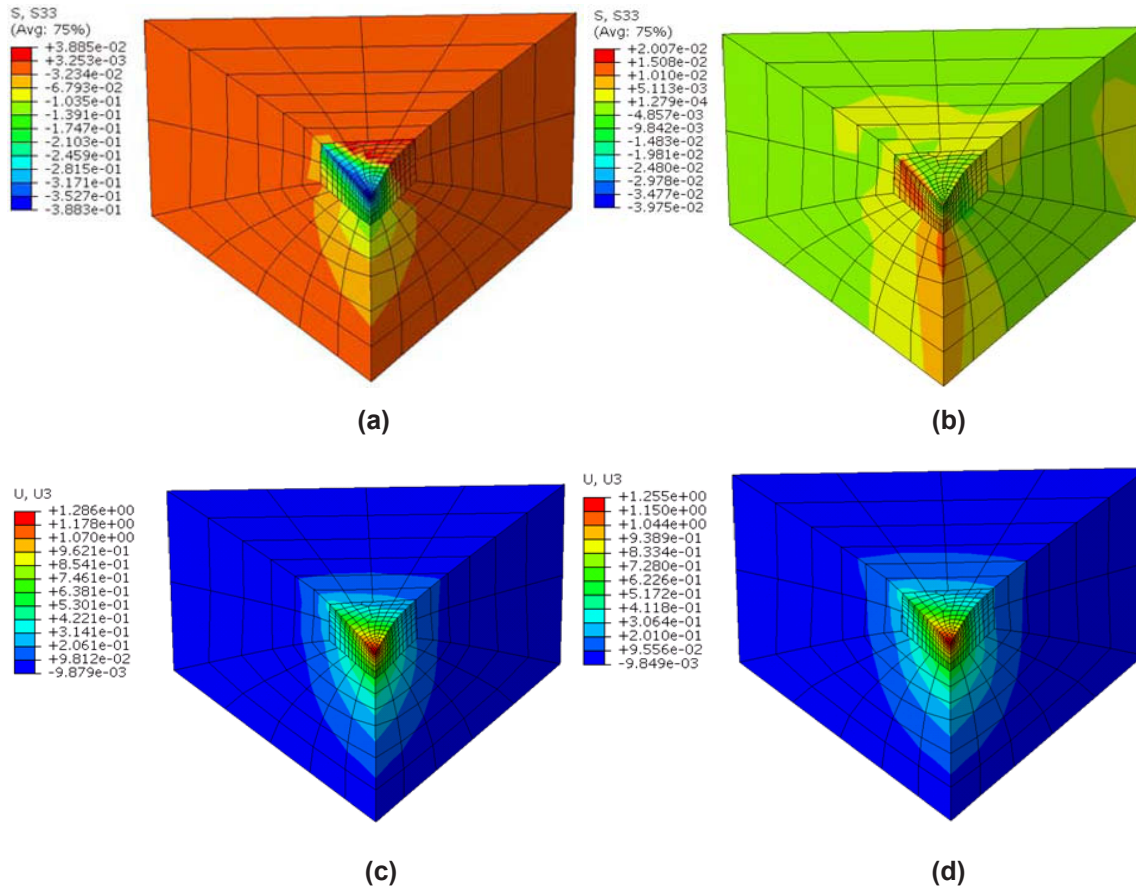 S, S33
(Avg: 75%)
+3.885e-02
+3.253e-03
-3.234e-02
-6.793e-02
-1.035e-01
-1.391e-01
-1.747e-01
-2.103e-01
-2.459e-01
-2.815e-01
-3.171e-01
-3.527e-01
-3.883e-01
(a)
S, S33
(Avg: 75%)
+2.007e-02
+1.508e-02
+1.010e-02
+5.113e-03
+1.279e-04
-4.857e-03
-9.842e-03
-1.483e-02
-1.981e-02
-2.480e-02
-2.978e-02
-3.477e-02
-3.975e-02
(b)
U, U3
+1.286e+00
+1.178e+00
+1.070e+00
+9.621e-01
+8.541e-01
+7.461e-01
+6.381e-01
+5.301e-01
+4.221e-01
+3.141e-01
+2.061e-01
+9.812e-02
-9.879e-03
(c)
U, U3
+1.255e+00
+1.150e+00
+1.044e+00
+9.389e-01
+8.334e-01
+7.280e-01
+6.226e-01
+5.172e-01
+4.118e-01
+3.064e-01
+2.010e-01
+9.556e-02
-9.849e-03
(d)